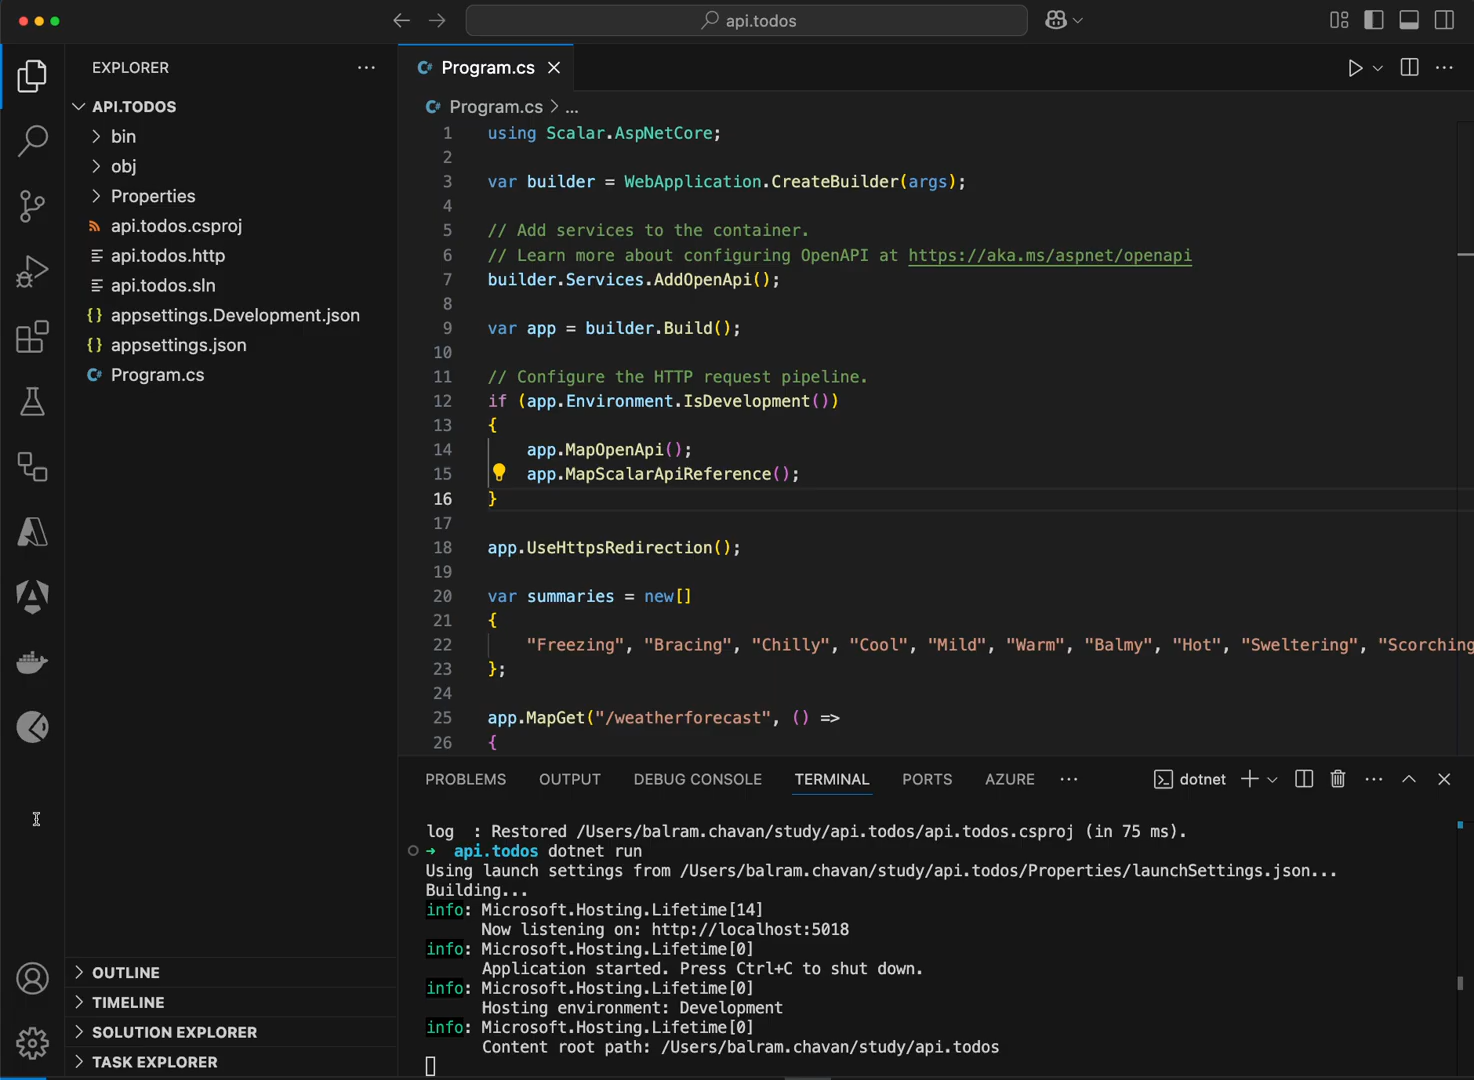 api.todos
EXPLORER
API.TODOS
bin
obj
Properties
api.todos.csproj
api.todos.http
api.todos.sln
appsettings.Development.json
appsettings.json
Program.cs
OUTLINE
TIMELINE
SOLUTION EXPLORER
TASK EXPLORER
Program.cs
Program.cs > ...
1 using Scalar.AspNetCore;
2
3 var builder = WebApplication.CreateBuilder(args);
4
5 // Add services to the container.
6 // Learn more about configuring OpenAPI at https://aka.ms/aspnet/openapi
7 builder.Services.AddOpenApi();
8
9 var app = builder.Build();
10
11 // Configure the HTTP request pipeline.
12 if (app.Environment.IsDevelopment())
13 {
14 app.MapOpenApi();
15 app.MapScalarApiReference();
16 }
17
18 app.UseHttpsRedirection();
19
20 var summaries = new[]
21 {
22 "Freezing", "Bracing", "Chilly", "Cool", "Mild", "Warm", "Balmy", "Hot", "Sweltering", "Scorching
23 };
24
25 app.MapGet("/weatherforecast", () =>
26 {
PROBLEMS OUTPUT DEBUG CONSOLE TERMINAL PORTS AZURE ... dotnet
log : Restored /Users/balram.chavan/study/api.todos/api.todos.csproj (in 75 ms).
→ api.todos dotnet run
Using launch settings from /Users/balram.chavan/study/api.todos/Properties/launchSettings.json...
Building...
info: Microsoft.Hosting.Lifetime[14]
Now listening on: http://localhost:5018
info: Microsoft.Hosting.Lifetime[0]
Application started. Press Ctrl+C to shut down.
info: Microsoft.Hosting.Lifetime[0]
Hosting environment: Development
info: Microsoft.Hosting.Lifetime[0]
Content root path: /Users/balram.chavan/study/api.todos